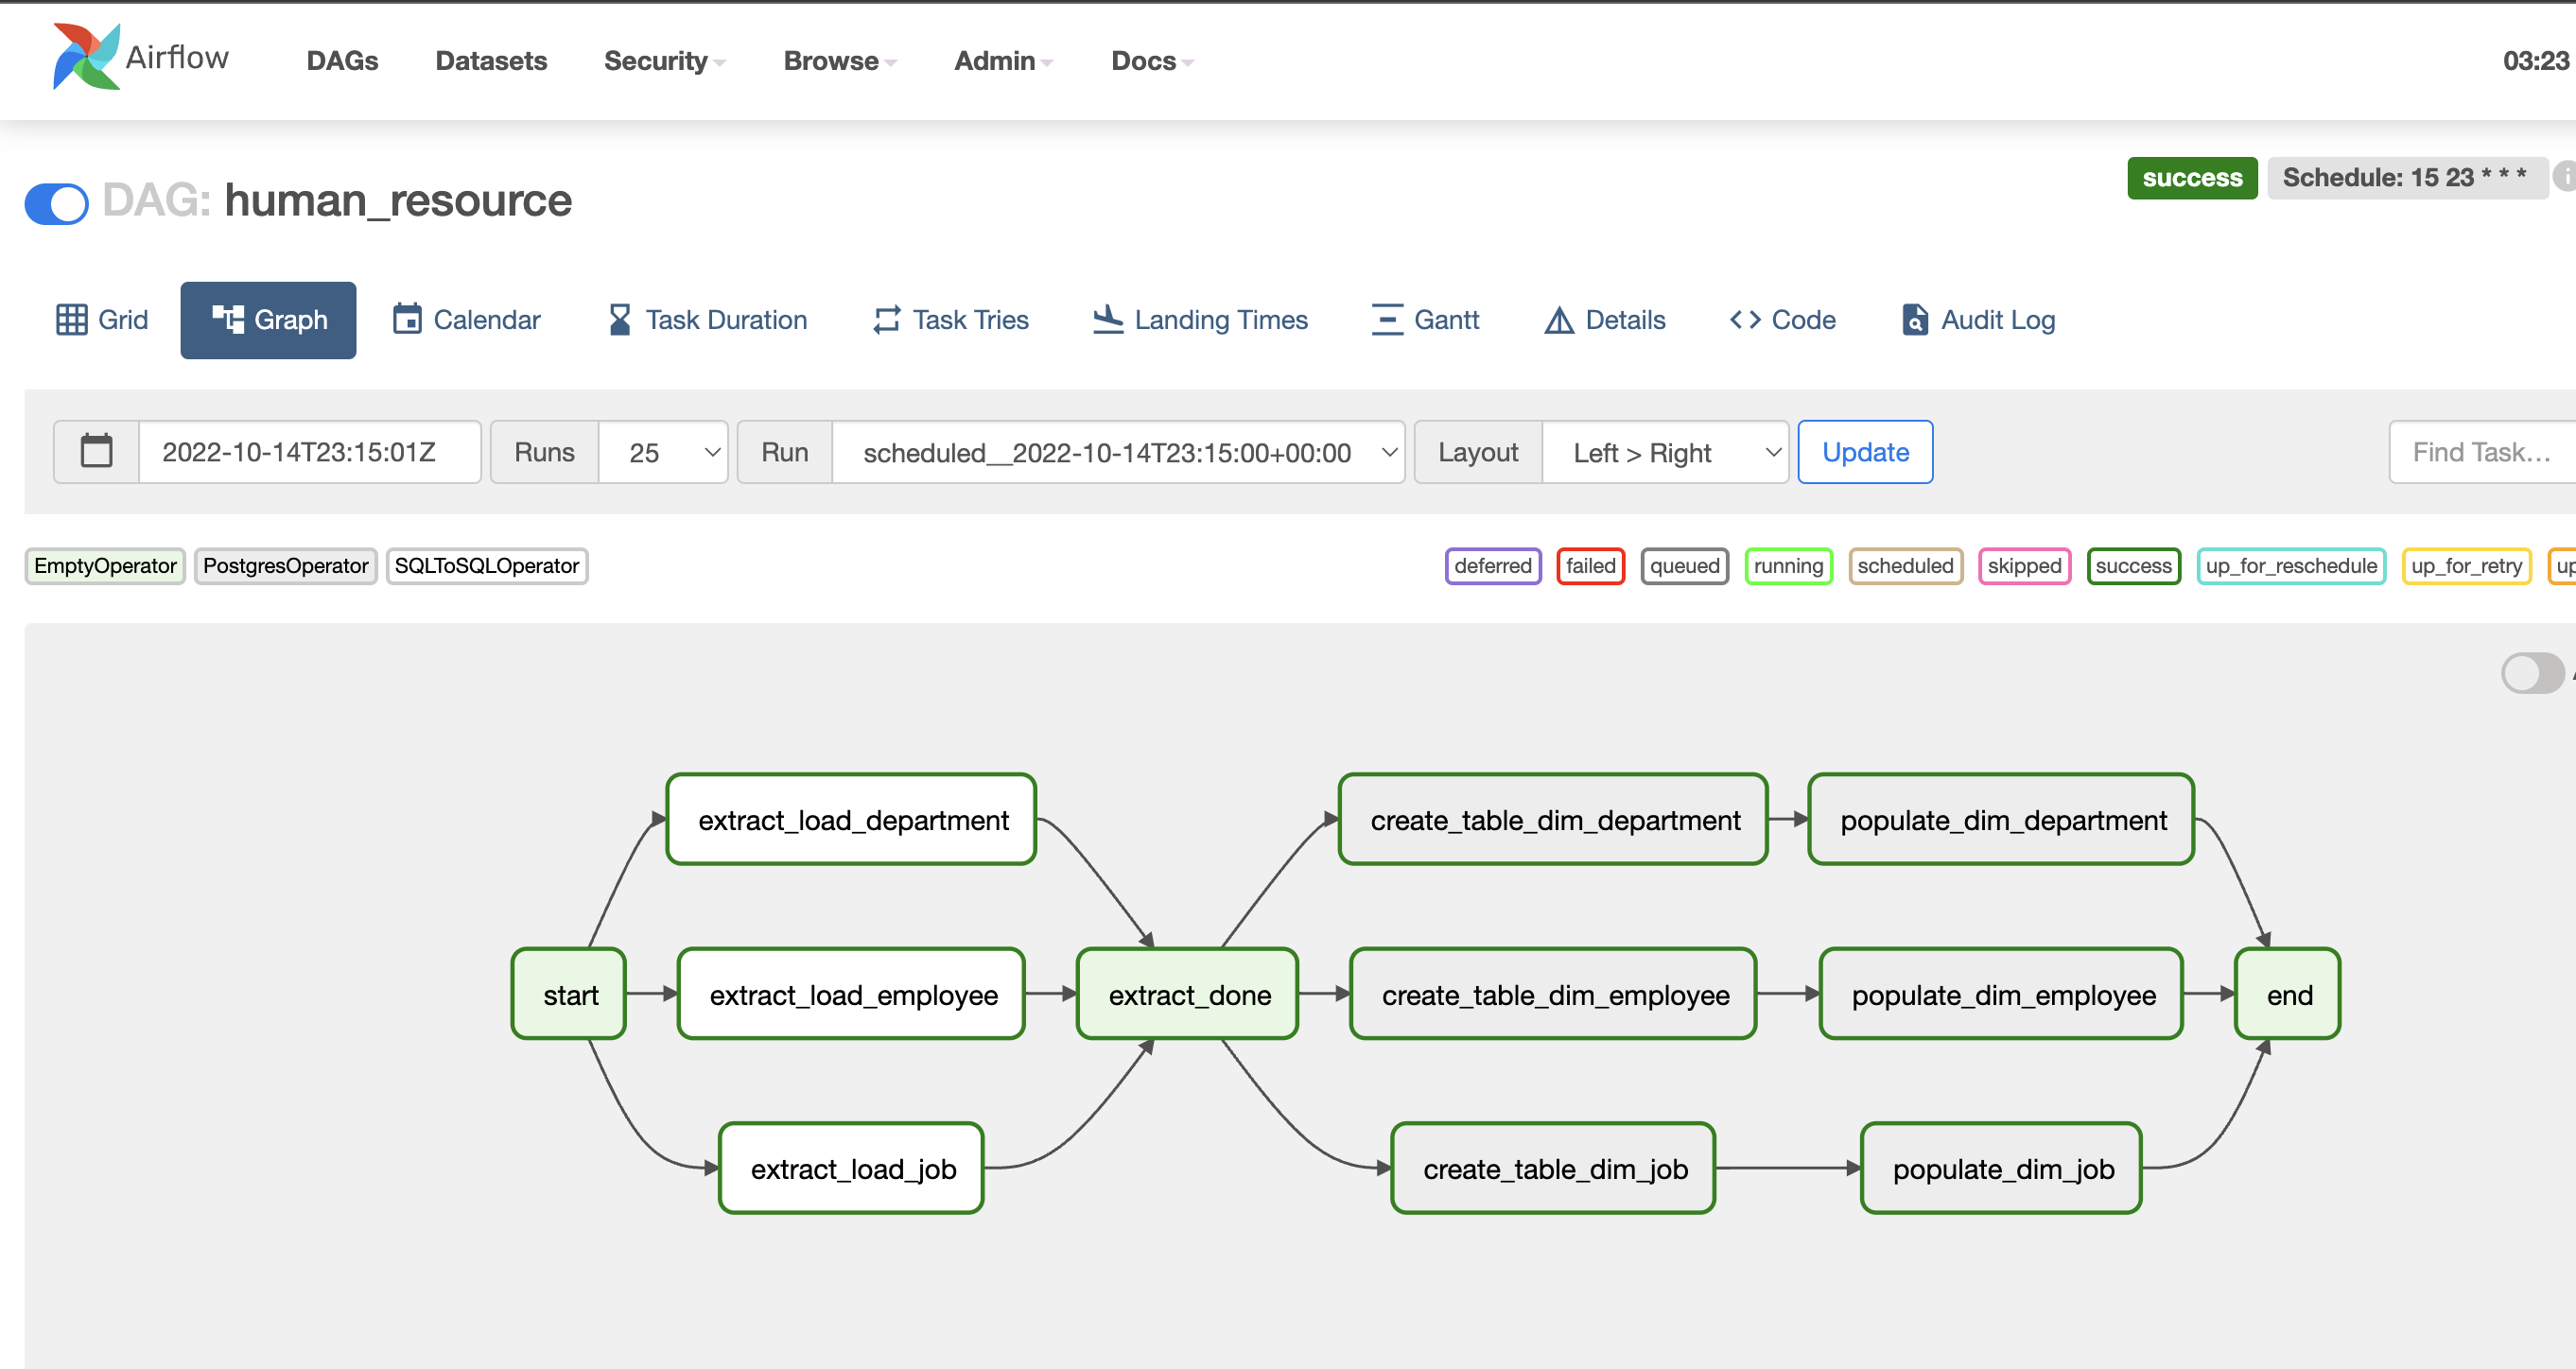 Airflow DAGs Datasets Security Browse Admin Docs 03:23
DAG: human_resource success Schedule: 15 23 * * *
Grid Graph Calendar Task Duration Task Tries Landing Times Gantt Details <> Code Audit Log
2022-10-14T23:15:01Z Runs 25 Run scheduled__2022-10-14T23:15:00+00:00 Layout Left > Right Update Find Task...
EmptyOperator PostgresOperator SQLToSQLOperator deferred failed queued running scheduled skipped success up_for_reschedule up_for_retry up
extract_load_department create_table_dim_department populate_dim_department
start extract_load_employee extract_done create_table_dim_employee populate_dim_employee end
extract_load_job create_table_dim_job populate_dim_job